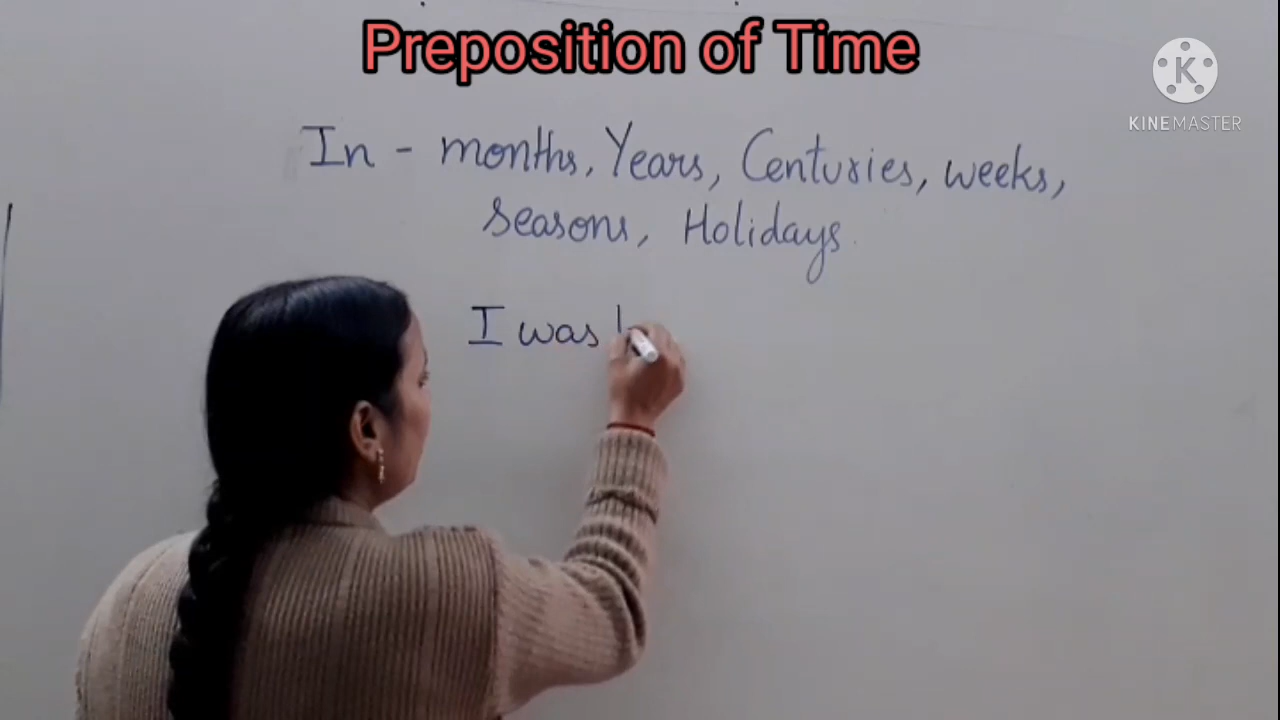 Preposition of Time
KINEMASTER
In - months, Years, Centuries, weeks,
seasons, Holidays.
I was